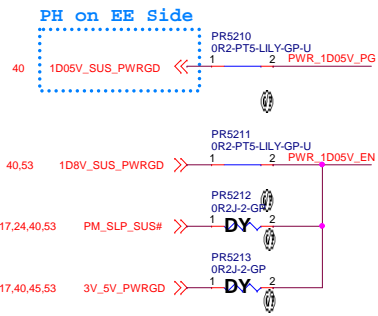 PH on EE Side
PR5210
0R2-PT5-LILY-GP-U
40 1D05V_SUS_PWRGD 1 2 PWR_1D05V_PG
PR5211
0R2-PT5-LILY-GP-U
40,53 1D8V_SUS_PWRGD 1 2 PWR_1D05V_EN
PR5212
0R2J-2-GP
17,24,40,53 PM_SLP_SUS# 1 DY 2
PR5213
0R2J-2-GP
17,40,45,53 3V_5V_PWRGD 1 DY 2